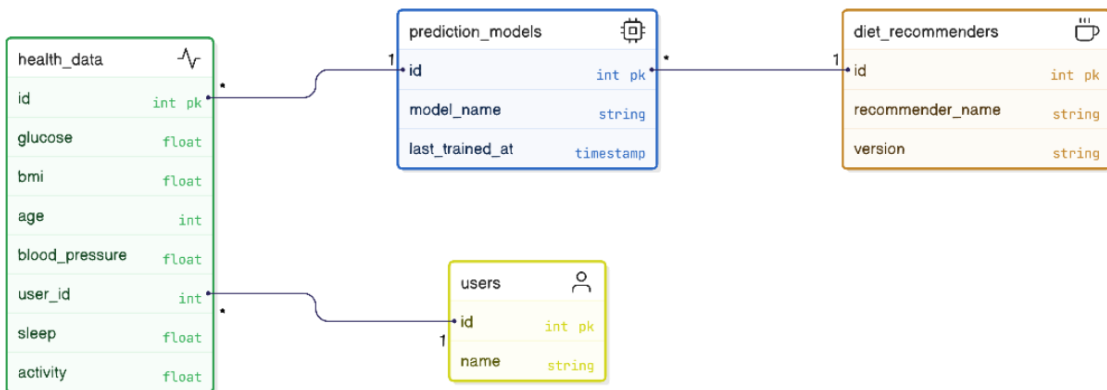 health_data
id int pk
glucose float
bmi float
age int
blood_pressure float
user_id int
sleep float
activity float
*
*
prediction_models
1 id int pk *
model_name string
last_trained_at timestamp
diet_recommenders
1 id int pk
recommender_name string
version string
users
1 id int pk
name string